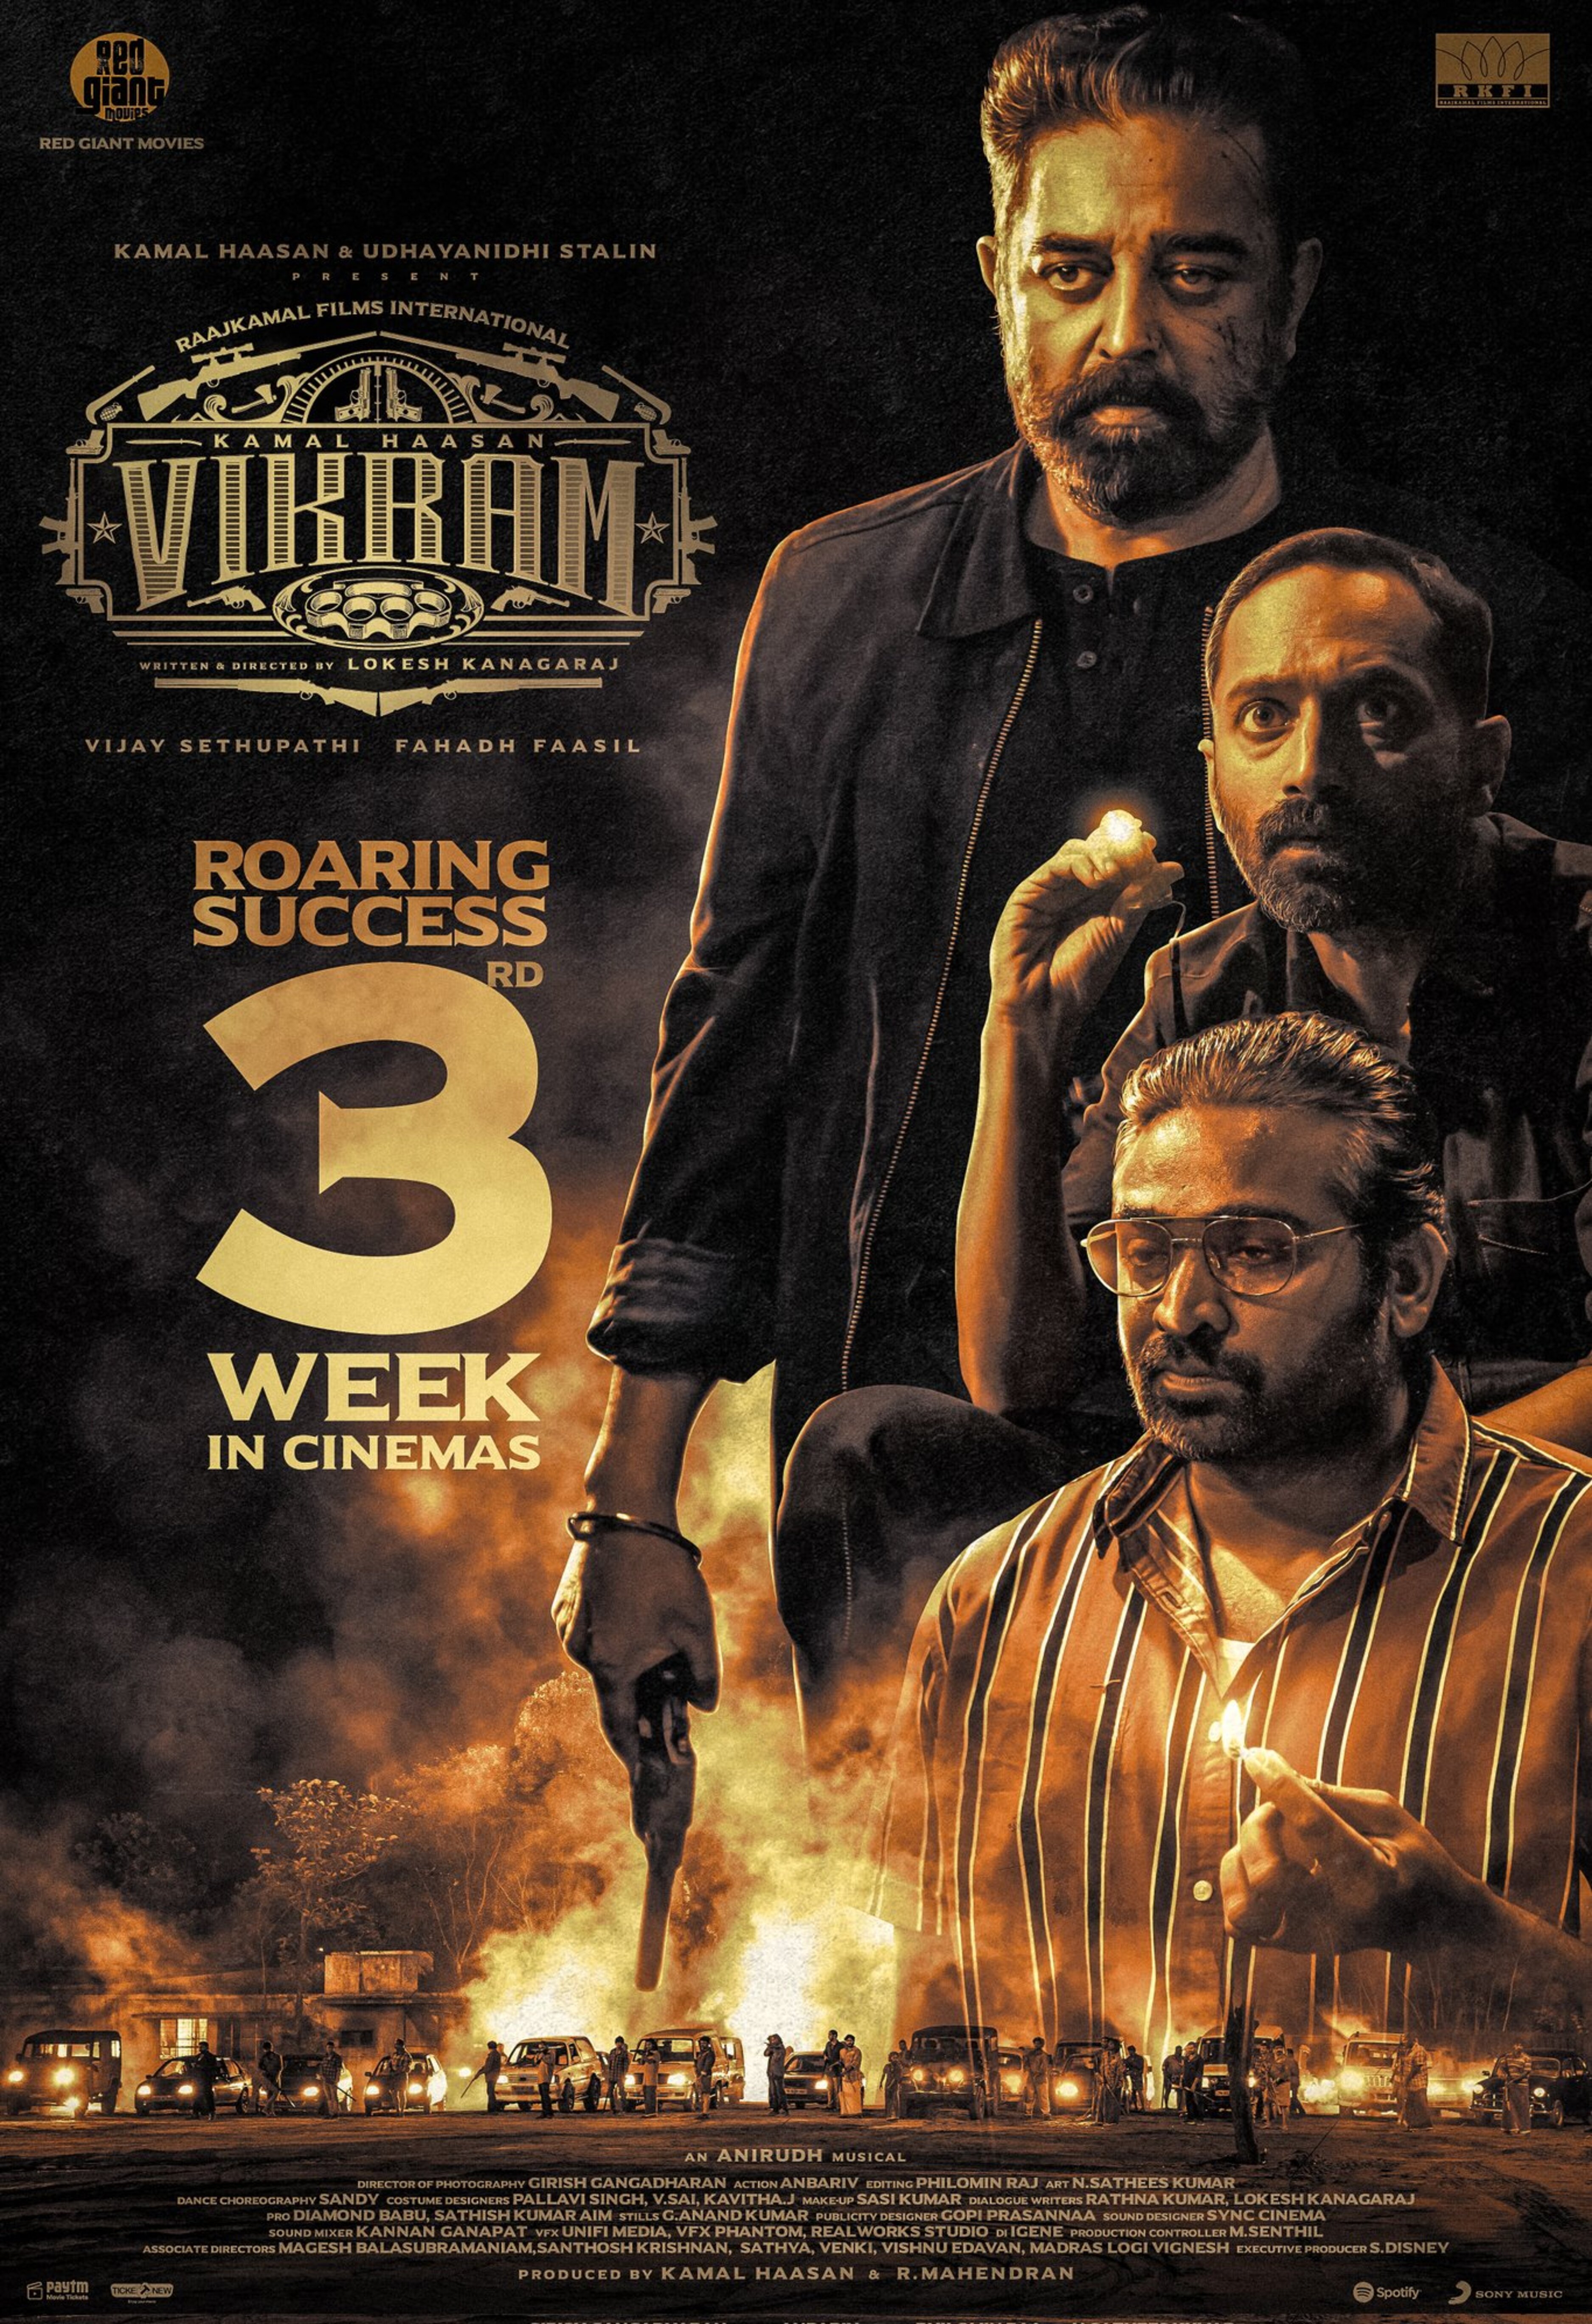 Red
giant
movies
RED GIANT MOVIES
RKFI
RAAJKAMAL FILMS INTERNATIONAL
KAMAL HAASAN & UDHAYANIDHI STALIN
PRESENT
RAAJKAMAL FILMS INTERNATIONAL
KAMAL HAASAN
VIKRAM
WRITTEN & DIRECTED BY LOKESH KANAGARAJ
VIJAY SETHUPATHI FAHADH FAASIL
ROARING
SUCCESS
3RD
WEEK
IN CINEMAS
AN ANIRUDH MUSICAL
DIRECTOR OF PHOTOGRAPHY GIRISH GANGADHARAN ACTION ANBARIV EDITING PHILOMIN RAJ ART N.SATHEES KUMAR
DANCE CHOREOGRAPHY SANDY COSTUME DESIGNERS PALLAVI SINGH, V.SAI, KAVITHA.J MAKE-UP SASI KUMAR DIALOGUE WRITERS RATHNA KUMAR, LOKESH KANAGARAJ
PRO DIAMOND BABU, SATHISH KUMAR AIM STILLS G.ANAND KUMAR PUBLICITY DESIGNER GOPI PRASANNAA SOUND DESIGNER SYNC CINEMA
SOUND MIXER KANNAN GANAPAT VFX UNIFI MEDIA, VFX PHANTOM, REALWORKS STUDIO DI IGENE PRODUCTION CONTROLLER M.SENTHIL
ASSOCIATE DIRECTORS MAGESH BALASUBRAMANIAM,SANTHOSH KRISHNAN, SATHYA, VENKI, VISHNU EDAVAN, MADRAS LOGI VIGNESH EXECUTIVE PRODUCER S.DISNEY
PRODUCED BY KAMAL HAASAN & R.MAHENDRAN
paytm
Movie Tickets
TICKET NEW
Spotify
SONY MUSIC